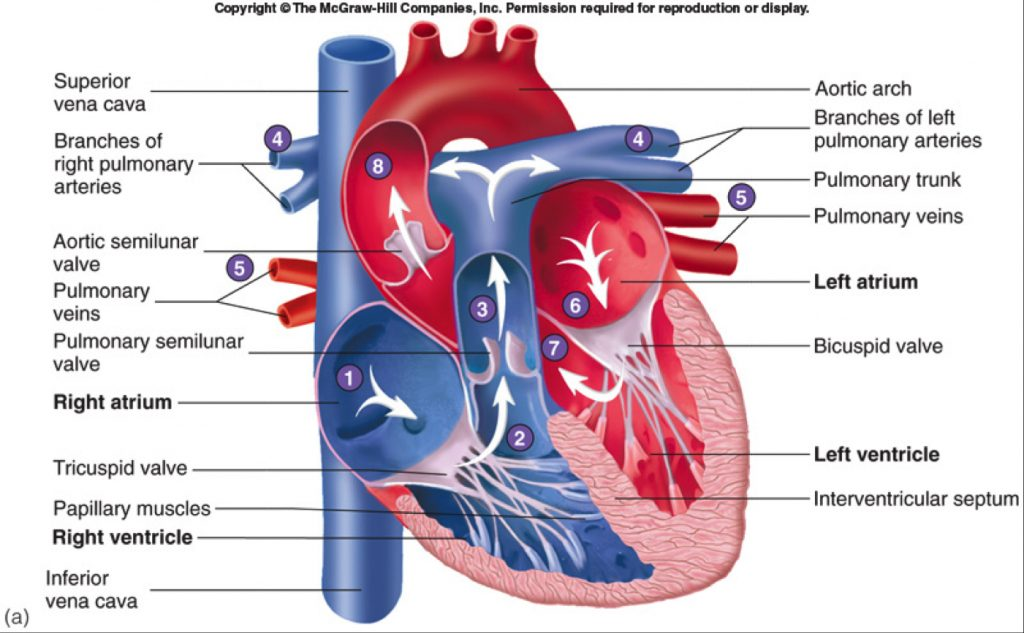 Copyright © The McGraw-Hill Companies, Inc. Permission required for reproduction or display.
Superior
vena cava
Branches of
right pulmonary
arteries
Aortic semilunar
valve
Pulmonary
veins
Pulmonary semilunar
valve
Right atrium
Tricuspid valve
Papillary muscles
Right ventricle
Inferior
vena cava
(a)
4
5
8
3
1
2
6
7
4
5
Aortic arch
Branches of left
pulmonary arteries
Pulmonary trunk
Pulmonary veins
Left atrium
Bicuspid valve
Left ventricle
Interventricular septum